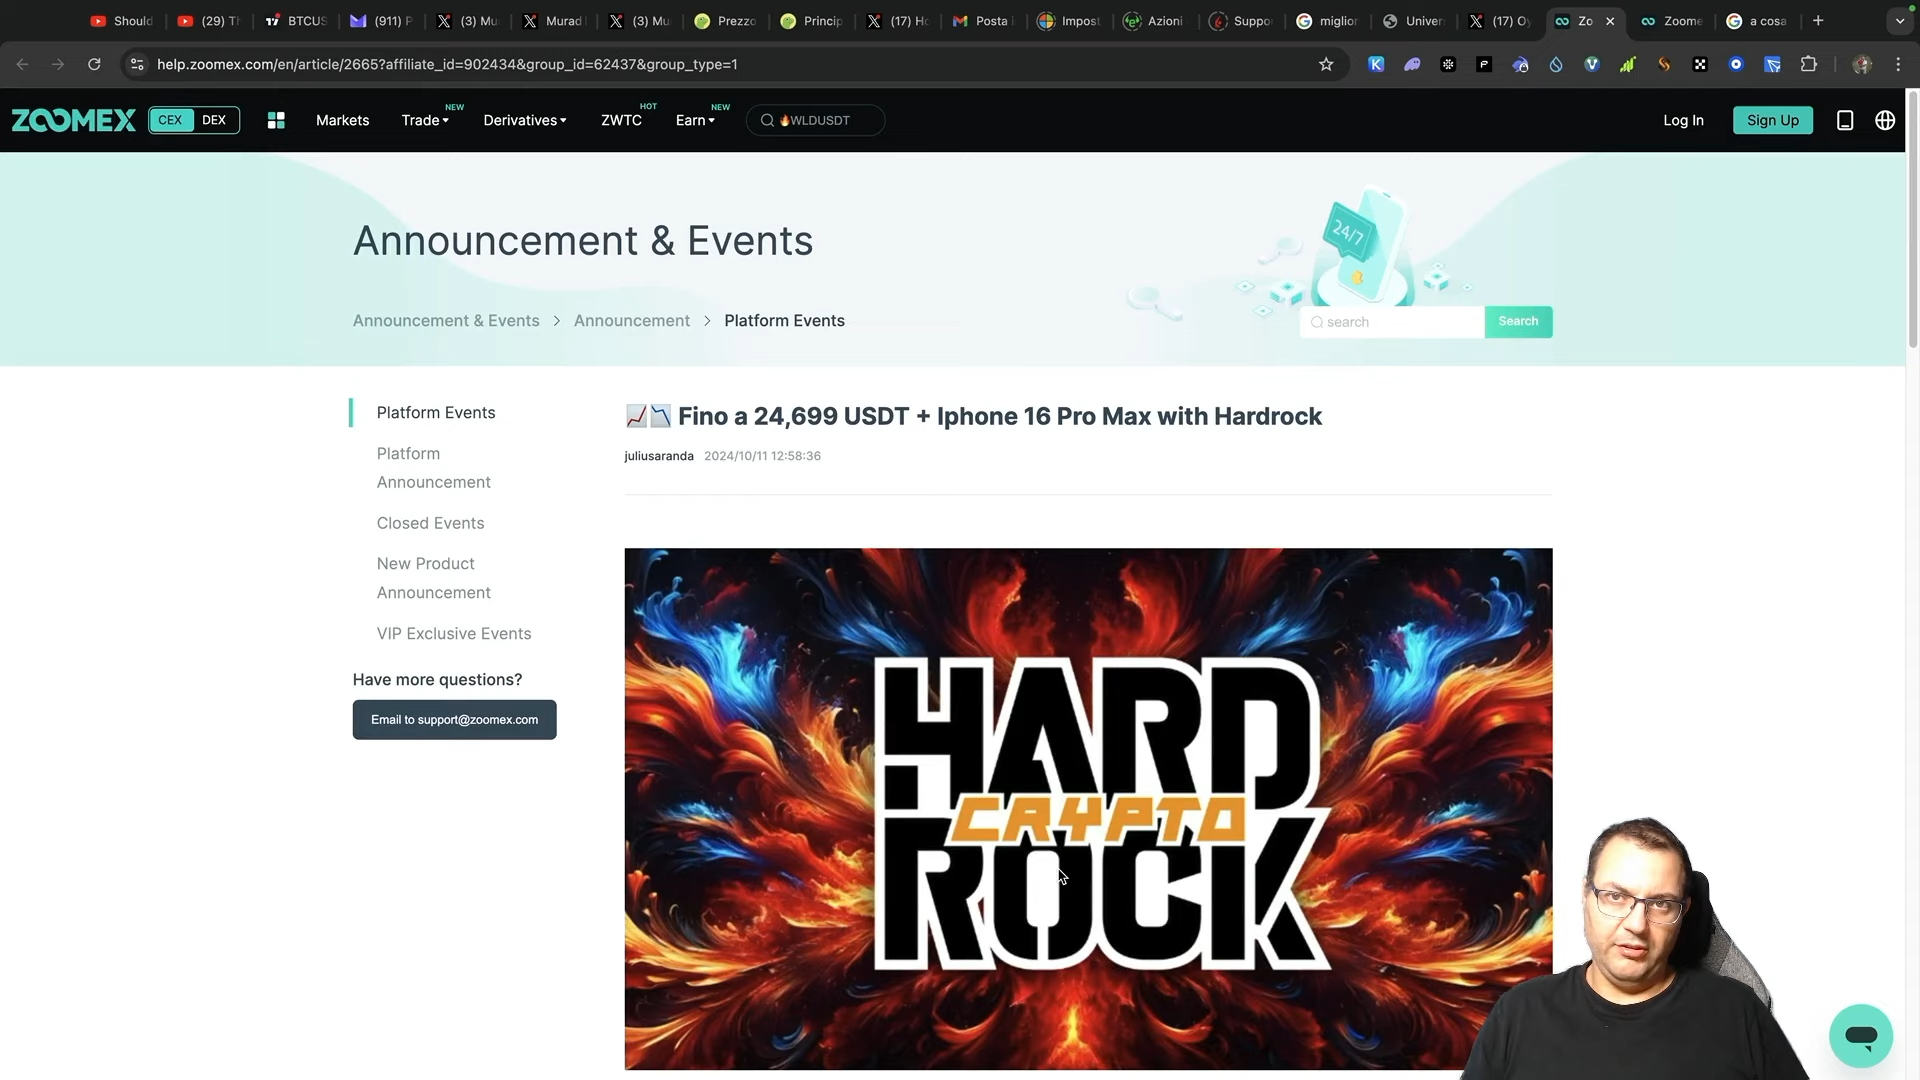 Should
(29) Th
BTCUS
(911) P
(3) Mu
Murad
(3) Mu
Prezzo
Princip
(17) Ho
Posta i
Impost
Azioni
Suppo
miglior
Univer
(17) O
Zo
Zoome
a cosa
help.zoomex.com/en/article/2665?affiliate_id=902434&group_id=62437&group_type=1
ZOOMEX
CEX
DEX
Markets
Trade
NEW
Derivatives
ZWTC
HOT
Earn
NEW
🔥WLDUSDT
Log In
Sign Up
Announcement & Events
24/7
Announcement & Events > Announcement > Platform Events
search
Search
Platform Events
Platform
Announcement
Closed Events
New Product
Announcement
VIP Exclusive Events
Have more questions?
Email to support@zoomex.com
📈📉 Fino a 24,699 USDT + Iphone 16 Pro Max with Hardrock
juliusaranda 2024/10/11 12:58:36
HARD
CRYPTO
ROCK